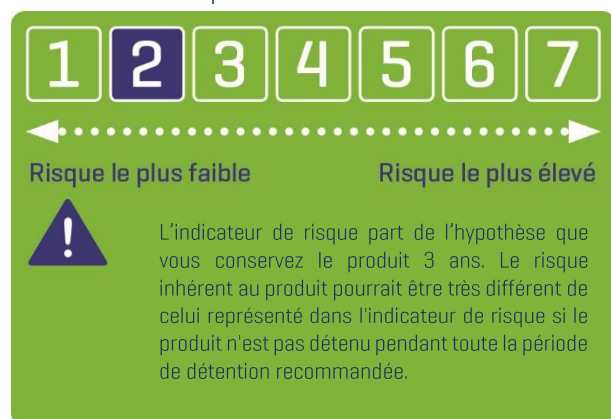 1 2 3 4 5 6 7
Risque le plus faible Risque le plus élevé
!
L'indicateur de risque part de l'hypothèse que
vous conservez le produit 3 ans. Le risque
inhérent au produit pourrait être très différent de
celui représenté dans l'indicateur de risque si le
produit n'est pas détenu pendant toute la période
de détention recommandée.